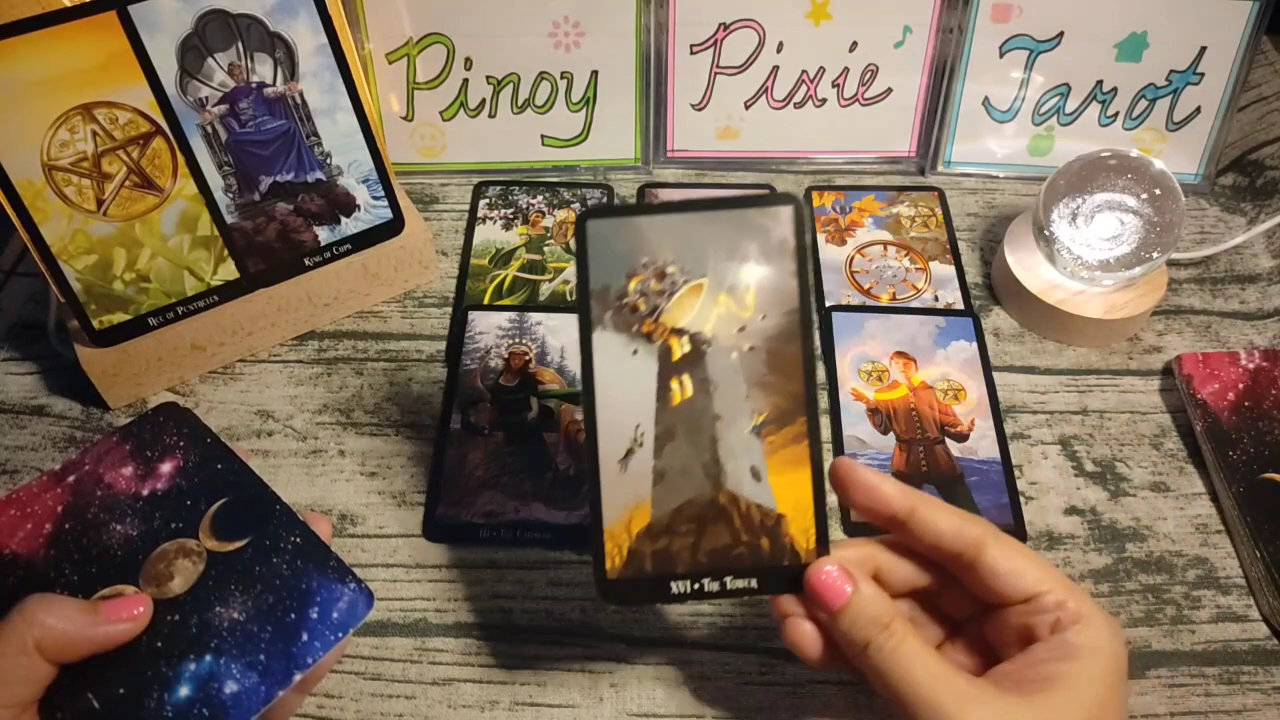 Pinoy
Pixie
Tarot
Ace of Pentacles
King of Cups
XVI • The Tower